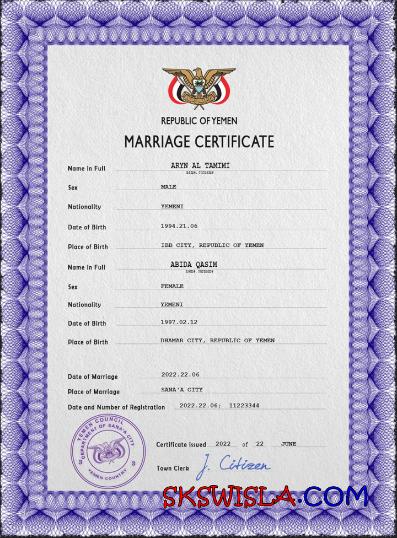 REPUBLIC OF YEMEN
MARRIAGE CERTIFICATE
Name in Full ARYN AL TAMIMI
Sex MALE
Nationality YEMENI
Date of Birth 1994.21.06
Place of Birth IBB CITY, REPUBLIC OF YEMEN
Name in Full ABIDA QASIM
Sex FEMALE
Nationality YEMENI
Date of Birth 1997.02.12
Place of Birth DHAMAR CITY, REPUBLIC OF YEMEN
Date of Marriage 2022.22.06
Place of Marriage SANA'A CITY
Date and Number of Registration 2022.22.06; 11223344
YEMEN COUNCIL
DEPARTMENT OF SANA'A CITY
YEMEN COUNTRY
Certificate issued 2022 of 22 JUNE
Town Clerk J. Citizen
SKSWISLA.COM